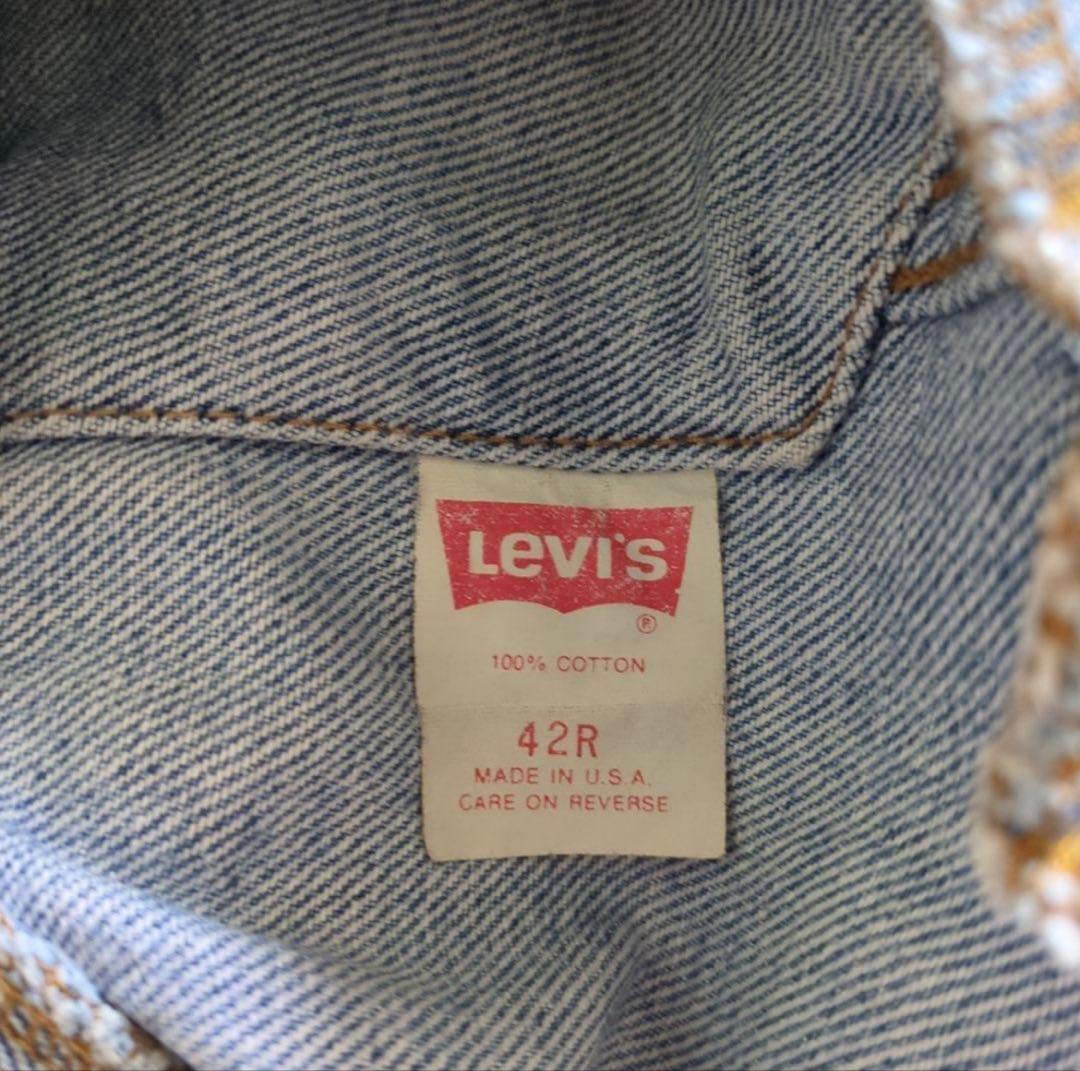 LEVI'S
®
100% COTTON
42R
MADE IN U.S.A.
CARE ON REVERSE